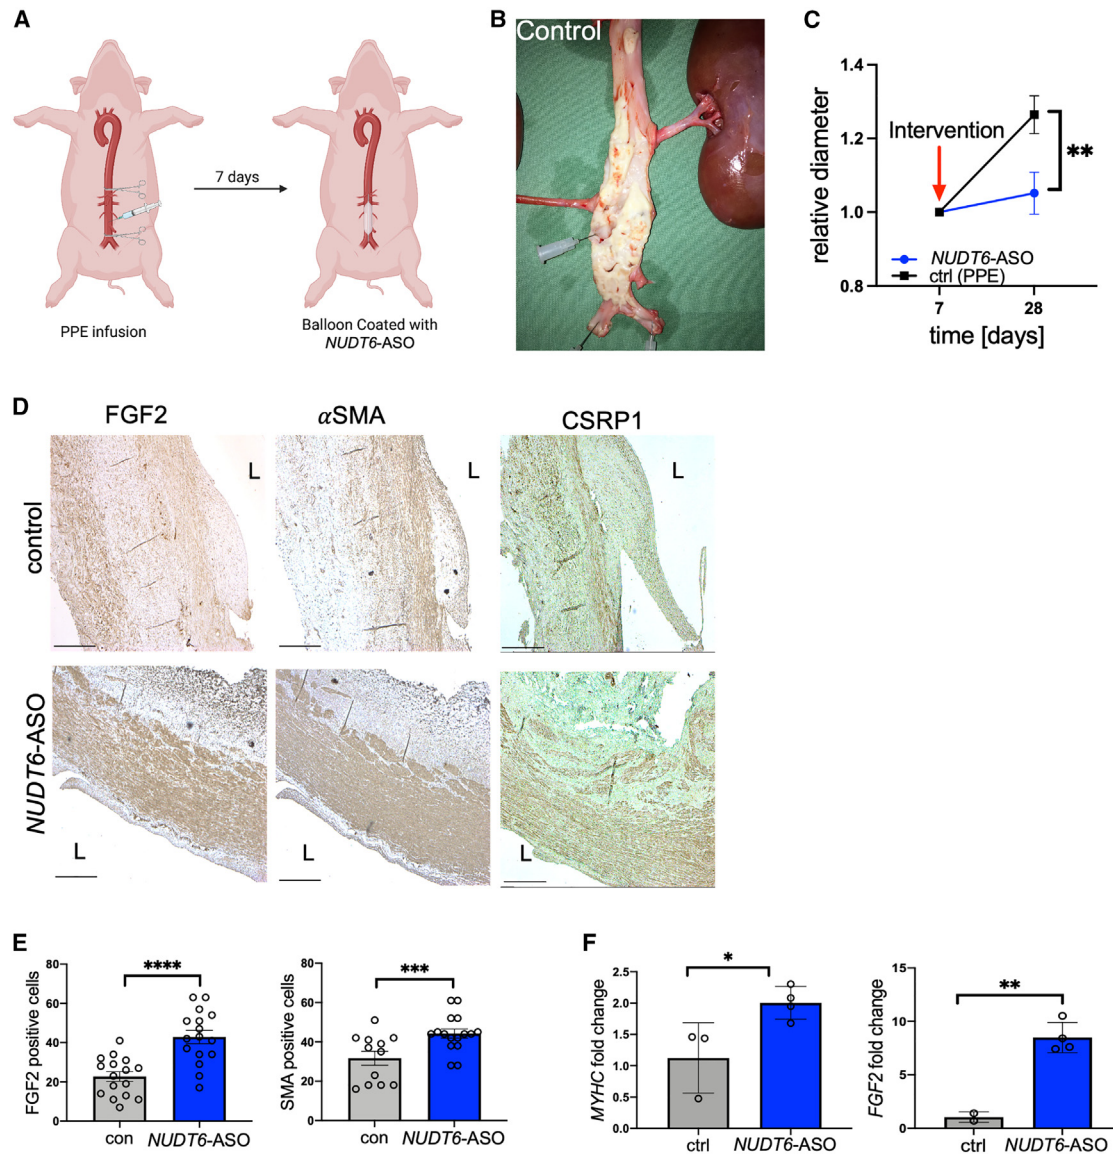 A
7 days
PPE infusion
Balloon Coated with
NUDT6-ASO
B
Control
C
relative diameter
1.4
1.2
1.0
0.8
Intervention
**
NUDT6-ASO
ctrl (PPE)
7
28
time [days]
D
FGF2
αSMA
CSRP1
control
L
L
L
NUDT6-ASO
L
L
L
E
FGF2 positive cells
80
60
40
20
0
****
con
NUDT6-ASO
SMA positive cells
80
60
40
20
0
***
con
NUDT6-ASO
F
MYHC fold change
2.5
2.0
1.5
1.0
0.5
0.0
*
ctrl
NUDT6-ASO
FGF2 fold change
15
10
5
0
**
ctrl
NUDT6-ASO